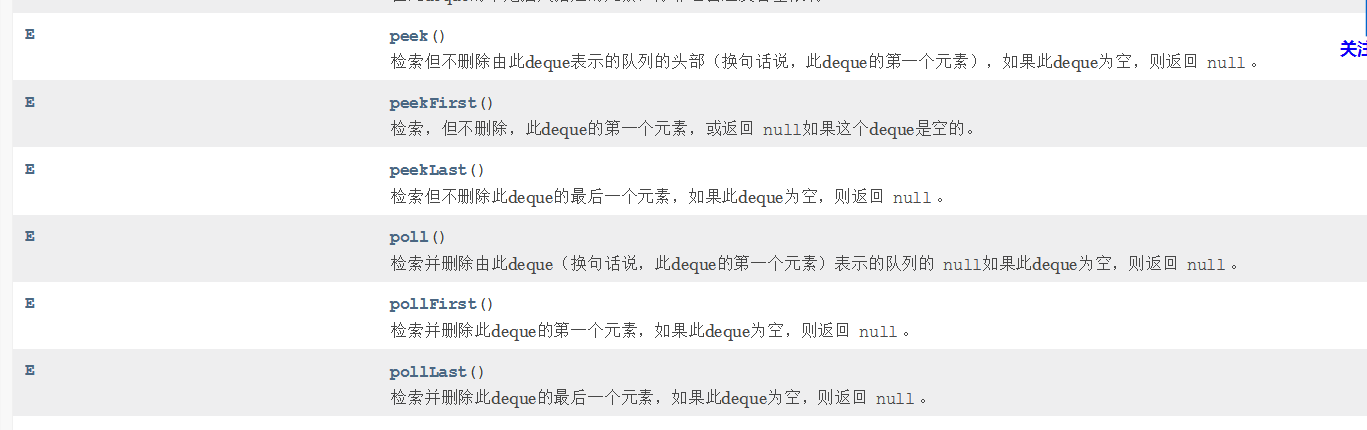 E
peek()
检索但不删除由此deque表示的队列的头部（换句话说，此deque的第一个元素），如果此deque为空，则返回 null 。
关注
E
peekFirst()
检索，但不删除，此deque的第一个元素，或返回 null如果这个deque是空的。
E
peekLast()
检索但不删除此deque的最后一个元素，如果此deque为空，则返回 null 。
E
poll()
检索并删除由此deque（换句话说，此deque的第一个元素）表示的队列的 null如果此deque为空，则返回 null 。
E
pollFirst()
检索并删除此deque的第一个元素，如果此deque为空，则返回 null 。
E
pollLast()
检索并删除此deque的最后一个元素，如果此deque为空，则返回 null 。